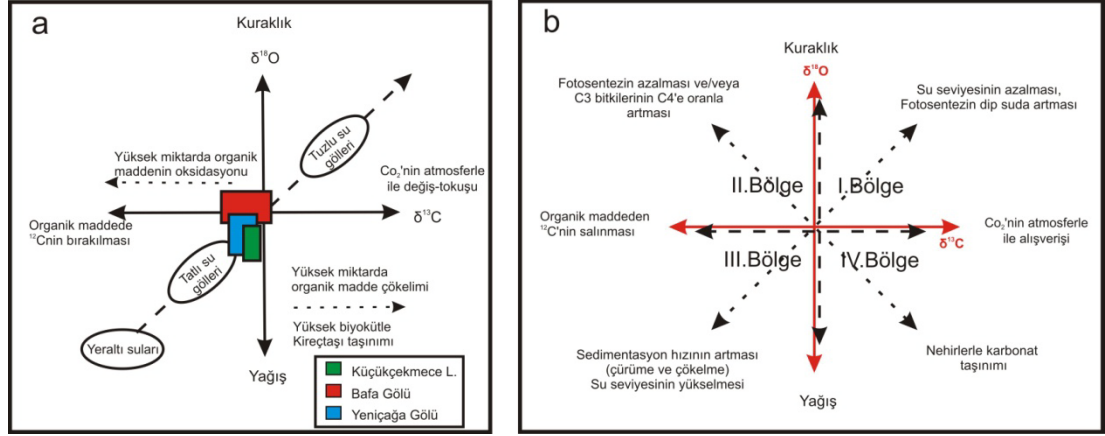 a
Kuraklık
δ¹⁸O
Tuzlu su
gölleri
Yüksek miktarda organik
maddenin oksidasyonu
Co₂'nin atmosferle
ile değiş-tokuşu
Organik maddede
¹²Cnin bırakılması
δ¹³C
Tatlı su
gölleri
Yüksek miktarda
organik madde çökelimi
Yüksek biyokütle
Kireçtaşı taşınımı
Yeraltı suları
Yağış
Küçükçekmece L.
Bafa Gölü
Yeniçağa Gölü
b
Kuraklık
δ¹⁸O
Fotosentezin azalması ve/veya
C3 bitkilerinin C4'e oranla
artması
Su seviyesinin azalması,
Fotosentezin dip suda artması
II.Bölge
I.Bölge
Organik maddeden
¹²C'nin salınması
Co₂'nin atmosferle
ile alışverişi
δ¹³C
III.Bölge
IV.Bölge
Sedimentasyon hızının artması
(çürüme ve çökelme)
Su seviyesinin yükselmesi
Nehirlerle karbonat
taşınımı
Yağış